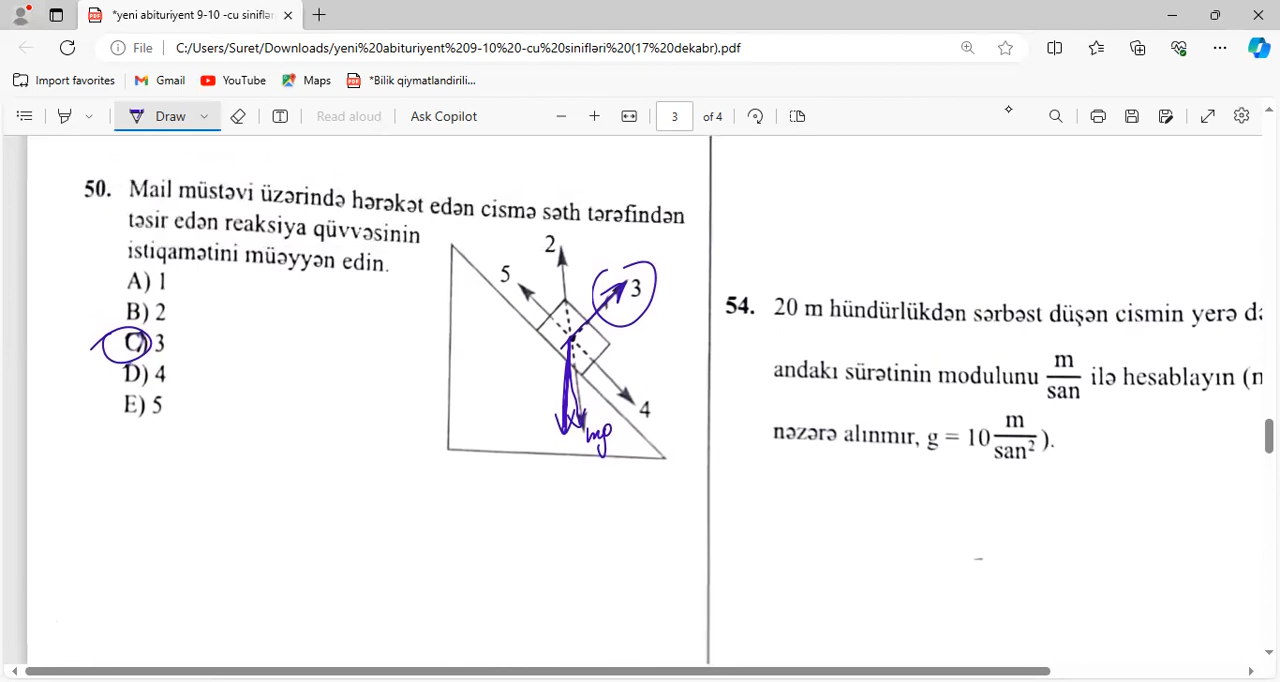 *yeni abituriyent 9-10 -cu sinifləri
File
C:/Users/Suret/Downloads/yeni%20abituriyent%209-10%20-cu%20sinifləri%20(17%20dekabr).pdf
Import favorites
Gmail
YouTube
Maps
*Bilik qiymatlandirili...
Draw
Read aloud
Ask Copilot
3
of 4
50. Mail müstəvi üzərində hərəkət edən cismə səth tərəfindən
təsir edən reaksiya qüvvəsinin
istiqamətini müəyyən edin.
A) 1
B) 2
C) 3
D) 4
E) 5
2
5
3
4
54. 20 m hündürlükdən sərbəst düşən cismin yerə də
andakı sürətinin modulunu m/san ilə hesablayın (m
nəzərə alınmır, g = 10 m/san²).